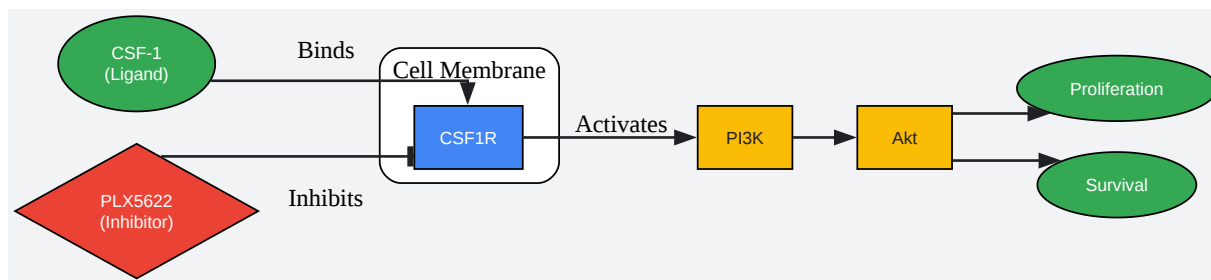 CSF-1
(Ligand)
Binds
Cell Membrane
CSF1R
Activates
PI3K
Akt
Proliferation
Survival
PLX5622
(Inhibitor)
Inhibits